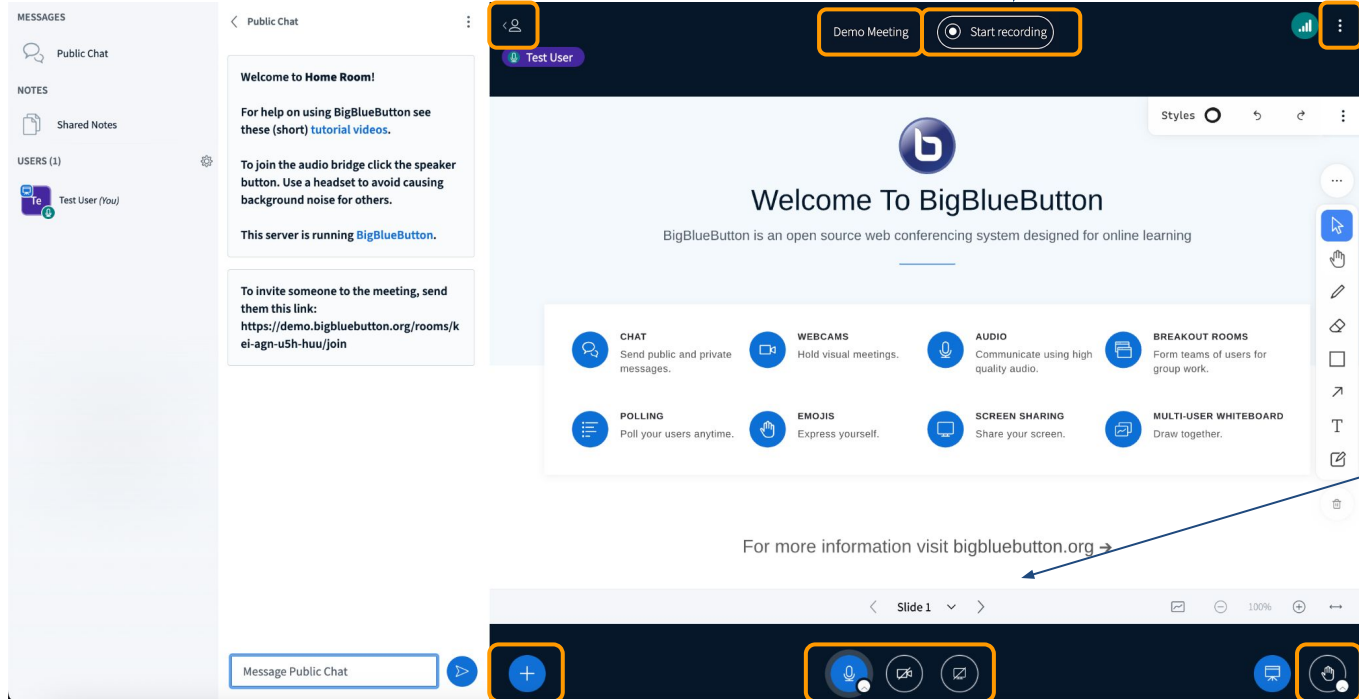 MESSAGES
Public Chat
NOTES
Shared Notes
USERS (1)
Te
Test User (You)
Public Chat
Welcome to Home Room!
For help on using BigBlueButton see
these (short) tutorial videos.
To join the audio bridge click the speaker
button. Use a headset to avoid causing
background noise for others.
This server is running BigBlueButton.
To invite someone to the meeting, send
them this link:
https://demo.bigbluebutton.org/rooms/k
ei-agn-u5h-huu/join
Message Public Chat
Demo Meeting
Start recording
Test User
Styles
b
Welcome To BigBlueButton
BigBlueButton is an open source web conferencing system designed for online learning
CHAT
Send public and private
messages.
WEBCAMS
Hold visual meetings.
AUDIO
Communicate using high
quality audio.
BREAKOUT ROOMS
Form teams of users for
group work.
POLLING
Poll your users anytime.
EMOJIS
Express yourself.
SCREEN SHARING
Share your screen.
MULTI-USER WHITEBOARD
Draw together.
T
For more information visit bigbluebutton.org →
Slide 1
100%